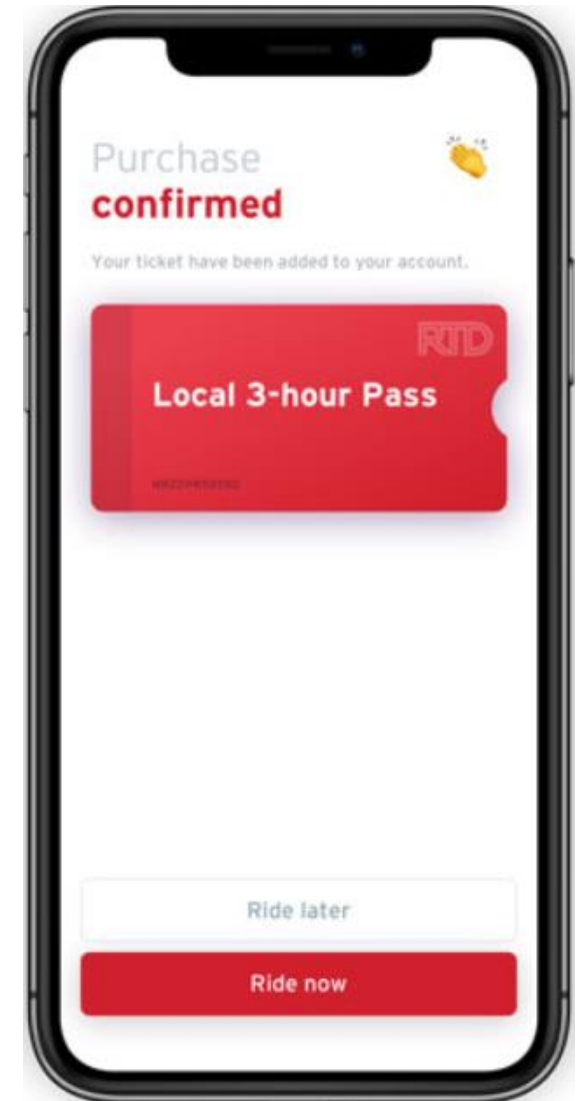 Purchase
confirmed
Your ticket have been added to your account.
RTD
Local 3-hour Pass
Ride later
Ride now